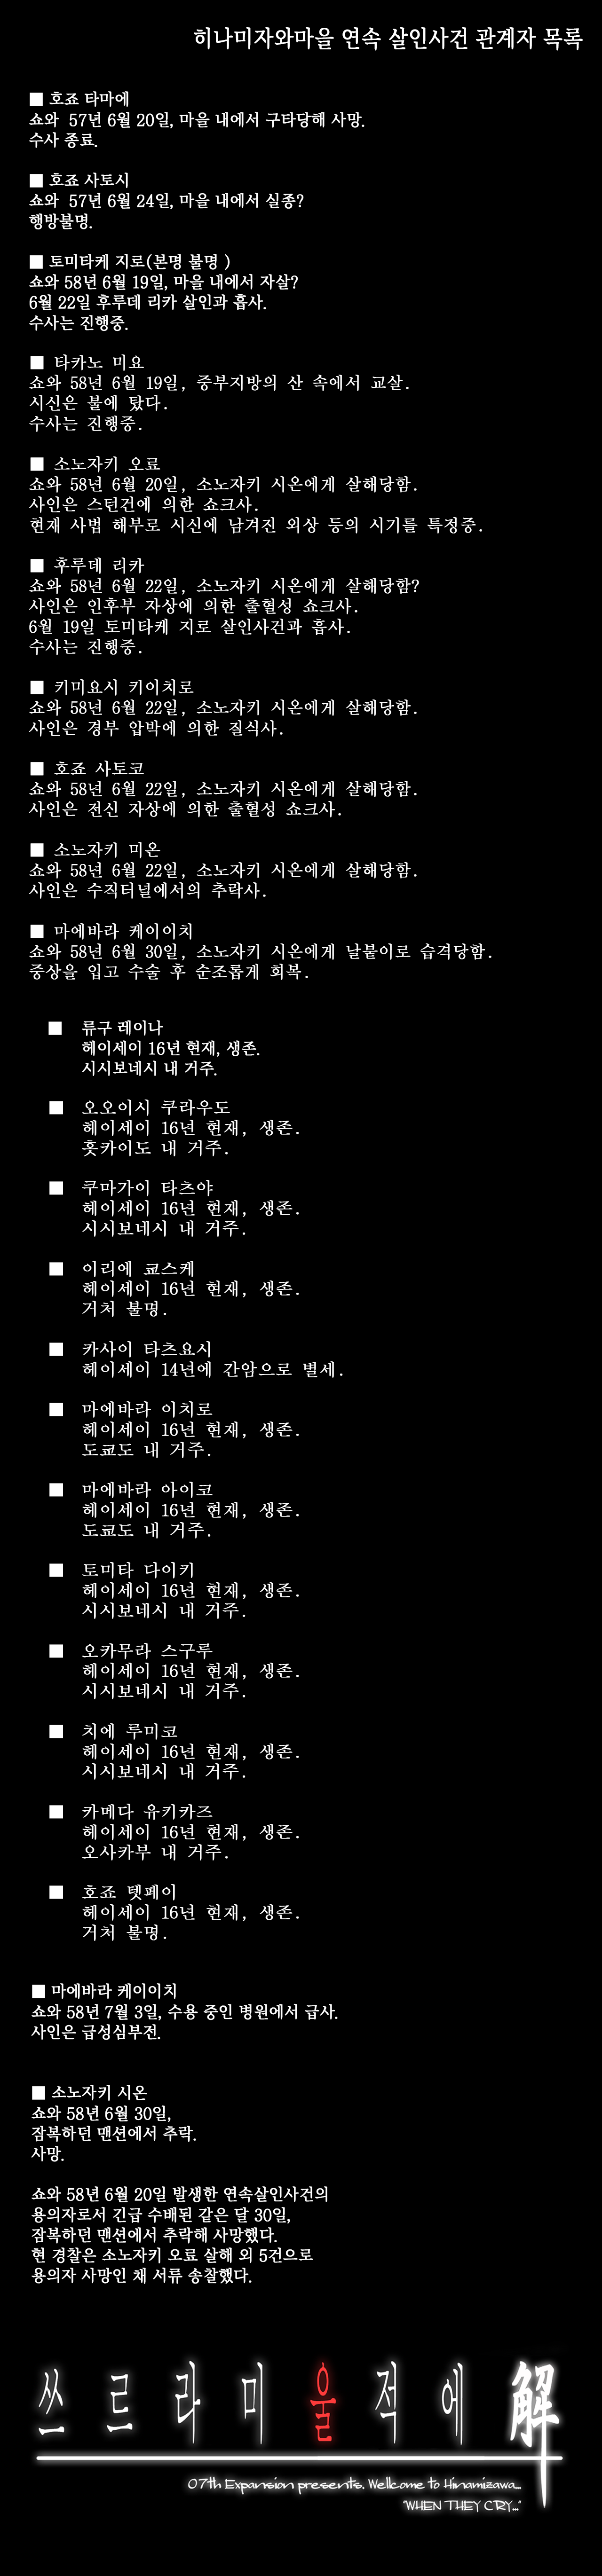 히나미자와마을 연속 살인사건 관계자 목록
■ 호죠 타마에
쇼와 57년 6월 20일, 마을 내에서 구타당해 사망.
수사 종료.
■ 호죠 사토시
쇼와 57년 6월 24일, 마을 내에서 실종?
행방불명.
■ 토미타케 지로(본명 불명 )
쇼와 58년 6월 19일, 마을 내에서 자살?
6월 22일 후루데 리카 살인과 흡사.
수사는 진행중.
■ 타카노 미요
쇼와 58년 6월 19일, 중부지방의 산 속에서 교살.
시신은 불에 탔다.
수사는 진행중.
■ 소노자키 오료
쇼와 58년 6월 20일, 소노자키 시온에게 살해당함.
사인은 스턴건에 의한 쇼크사.
현재 사법 해부로 시신에 남겨진 외상 등의 시기를 특정중.
■ 후루데 리카
쇼와 58년 6월 22일, 소노자키 시온에게 살해당함?
사인은 인후부 자상에 의한 출혈성 쇼크사.
6월 19일 토미타케 지로 살인사건과 흡사.
수사는 진행중.
■ 키미요시 키이치로
쇼와 58년 6월 22일, 소노자키 시온에게 살해당함.
사인은 경부 압박에 의한 질식사.
■ 호죠 사토코
쇼와 58년 6월 22일, 소노자키 시온에게 살해당함.
사인은 전신 자상에 의한 출혈성 쇼크사.
■ 소노자키 미온
쇼와 58년 6월 22일, 소노자키 시온에게 살해당함.
사인은 수직터널에서의 추락사.
■ 마에바라 케이이치
쇼와 58년 6월 30일, 소노자키 시온에게 날붙이로 습격당함.
중상을 입고 수술 후 순조롭게 회복.
■ 류구 레이나
헤이세이 16년 현재, 생존.
시시보네시 내 거주.
■ 오오이시 쿠라우도
헤이세이 16년 현재, 생존.
홋카이도 내 거주.
■ 쿠마가이 타츠야
헤이세이 16년 현재, 생존.
시시보네시 내 거주.
■ 이리에 쿄스케
헤이세이 16년 현재, 생존.
거처 불명.
■ 카사이 타츠요시
헤이세이 14년에 간암으로 별세.
■ 마에바라 이치로
헤이세이 16년 현재, 생존.
도쿄도 내 거주.
■ 마에바라 아이코
헤이세이 16년 현재, 생존.
도쿄도 내 거주.
■ 토미타 다이키
헤이세이 16년 현재, 생존.
시시보네시 내 거주.
■ 오카무라 스구루
헤이세이 16년 현재, 생존.
시시보네시 내 거주.
■ 치에 루미코
헤이세이 16년 현재, 생존.
시시보네시 내 거주.
■ 카메다 유키카즈
헤이세이 16년 현재, 생존.
오사카부 내 거주.
■ 호죠 텟페이
헤이세이 16년 현재, 생존.
거처 불명.
■ 마에바라 케이이치
쇼와 58년 7월 3일, 수용 중인 병원에서 급사.
사인은 급성심부전.
■ 소노자키 시온
쇼와 58년 6월 30일,
잠복하던 맨션에서 추락.
사망.
쇼와 58년 6월 20일 발생한 연속살인사건의
용의자로서 긴급 수배된 같은 달 30일,
잠복하던 맨션에서 추락해 사망했다.
현 경찰은 소노자키 오료 살해 외 5건으로
용의자 사망인 채 서류 송찰했다.
쓰르라미 울 적에 解
07th Expansion presents. Wellcome to Hinamizawa...
"WHEN THEY CRY..."